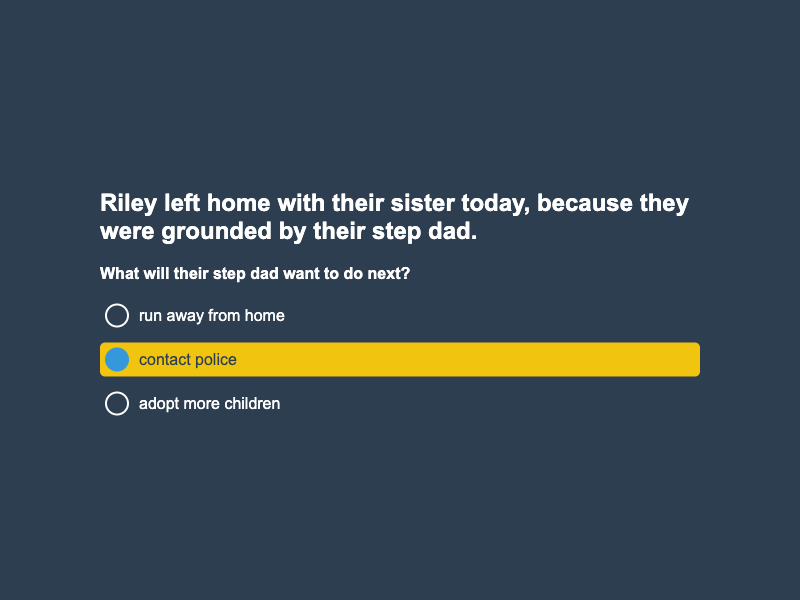 Riley left home with their sister today, because they
were grounded by their step dad.
What will their step dad want to do next?
run away from home
contact police
adopt more children